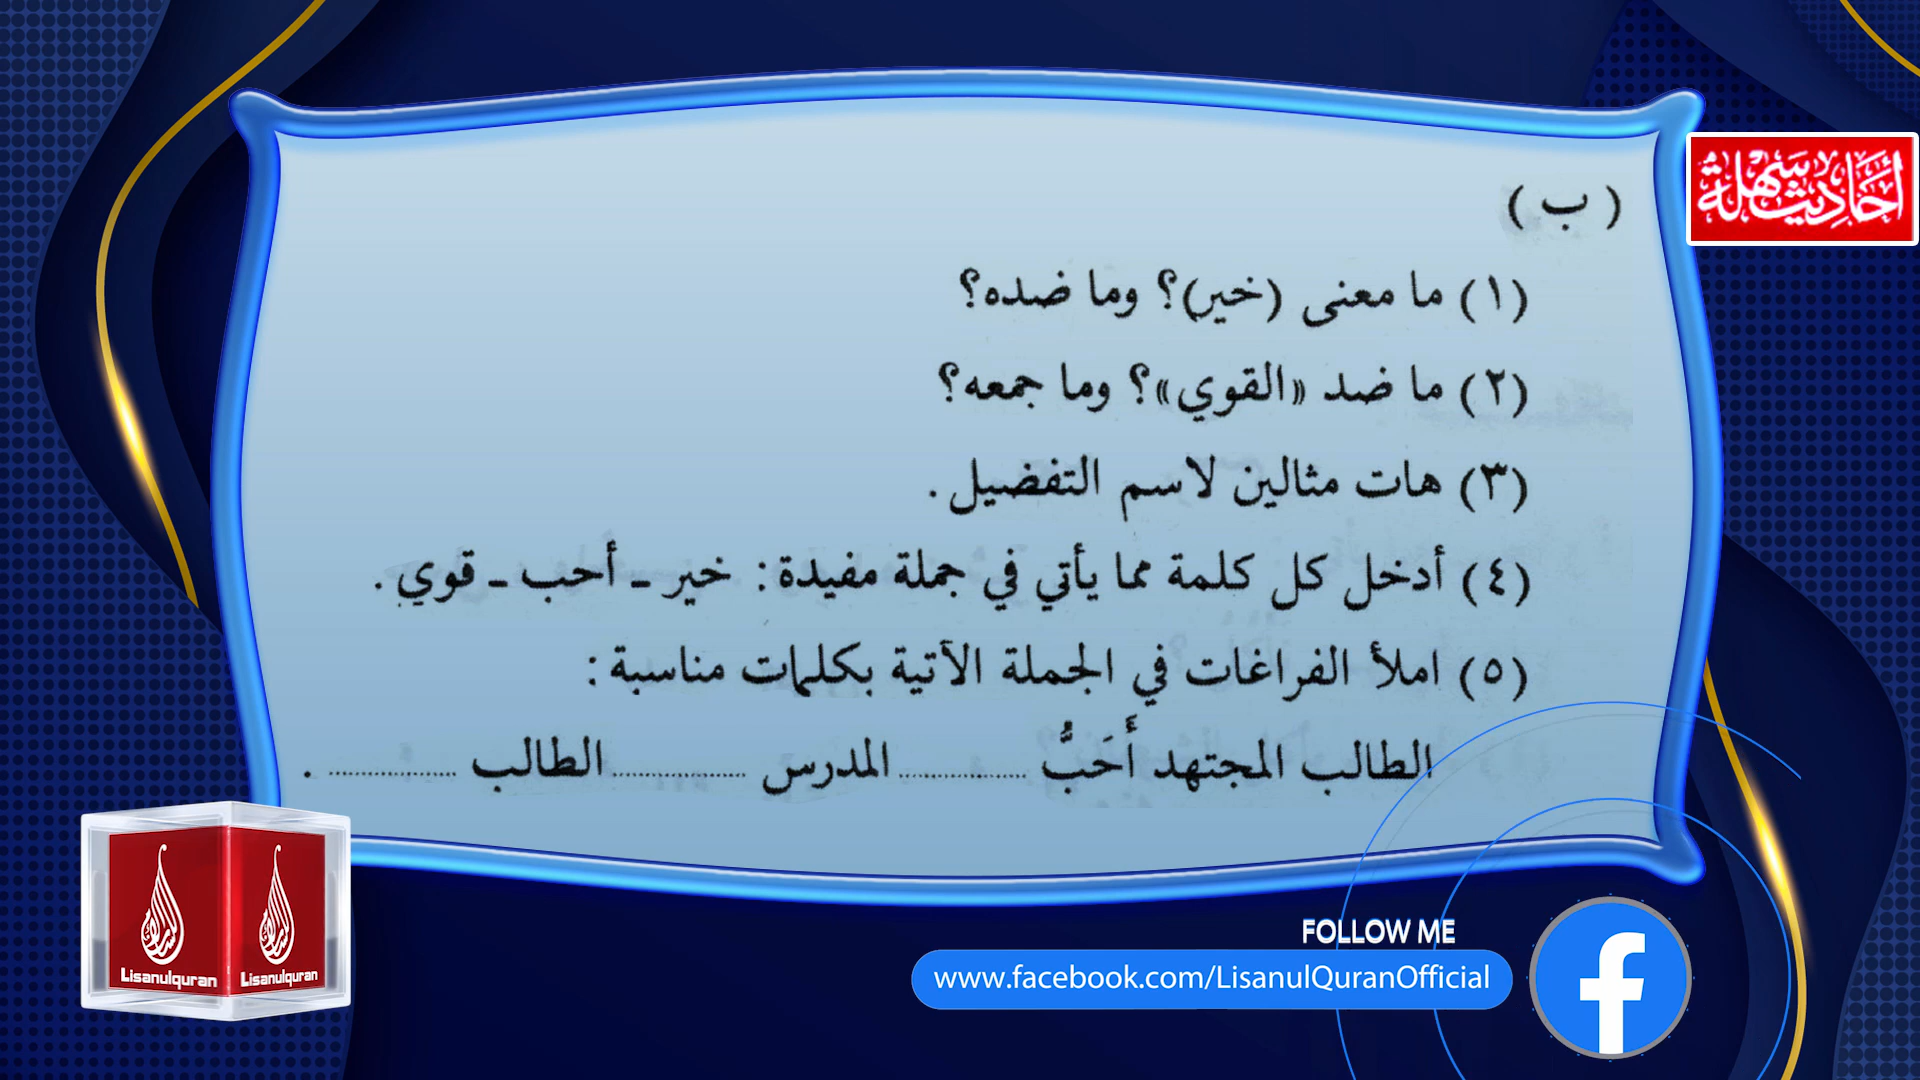 أحاديث سهلة
( ب )
(١) ما معنى (خير)؟ وما ضده؟
(٢) ما ضد «القوي»؟ وما جمعه؟
(٣) هات مثالين لاسم التفضيل .
(٤) أدخل كل كلمة مما يأتي في جملة مفيدة : خير ـ أحب ـ قوي .
(٥) املأ الفراغات في الجملة الآتية بكلمات مناسبة :
الطالب المجتهد أَحَبُّ .............. المدرس .............. الطالب .............. .
Lisanulquran
Lisanulquran
FOLLOW ME
www.facebook.com/LisanulQuranOfficial
f